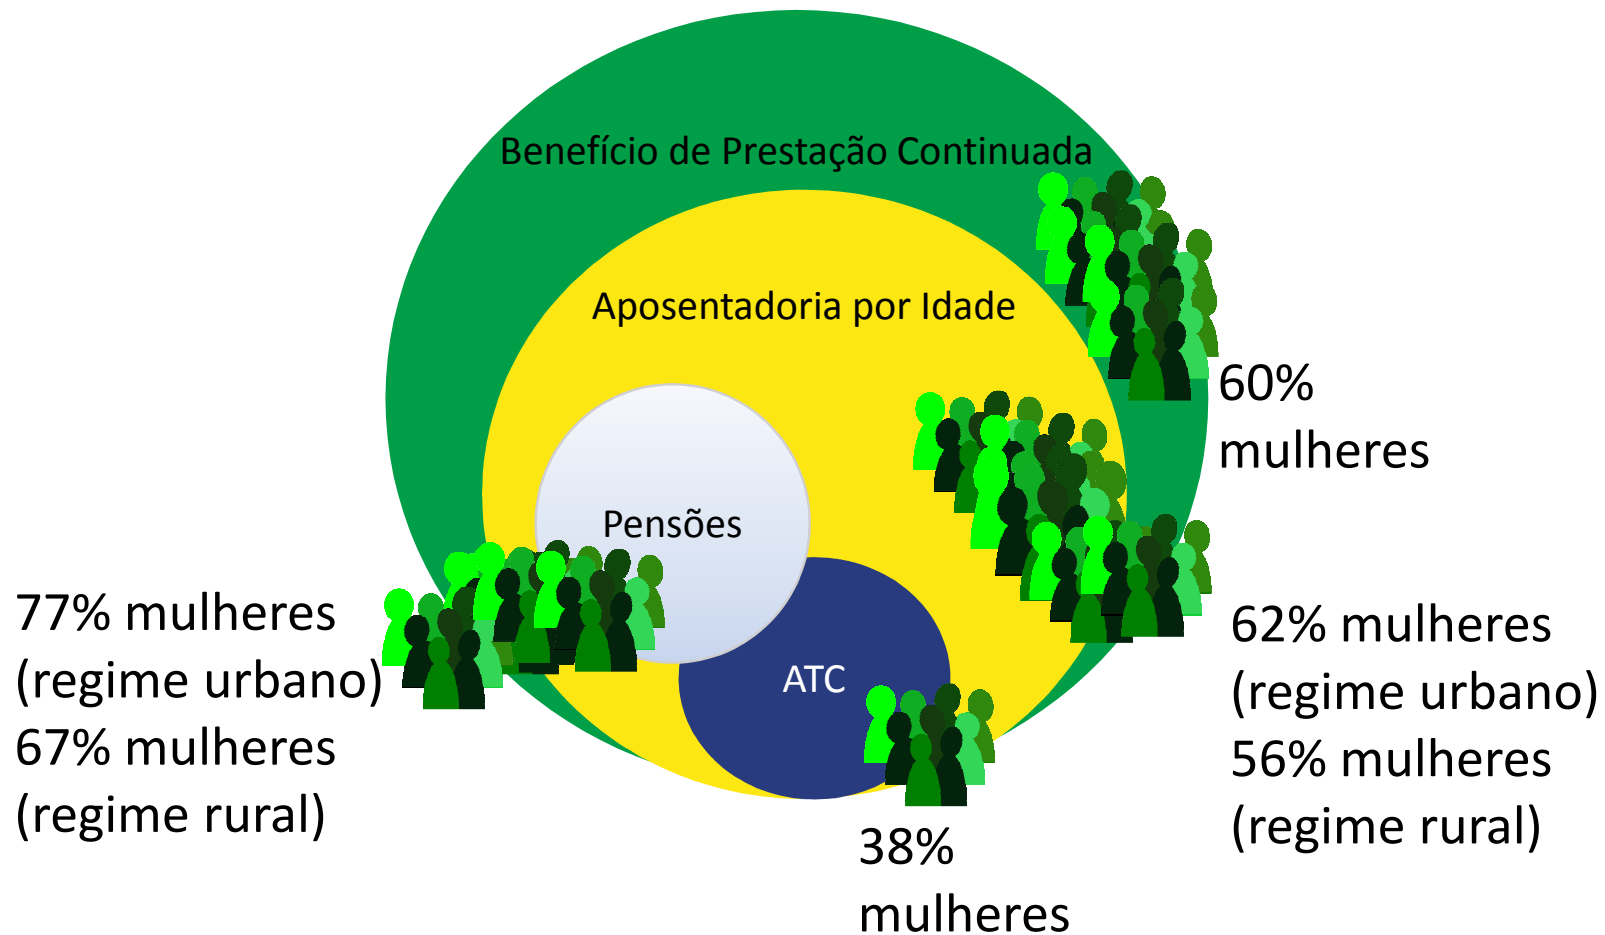 Benefício de Prestação Continuada
Aposentadoria por Idade
60%
mulheres
Pensões
77% mulheres
(regime urbano)
67% mulheres
(regime rural)
62% mulheres
(regime urbano)
56% mulheres
(regime rural)
ATC
38%
mulheres